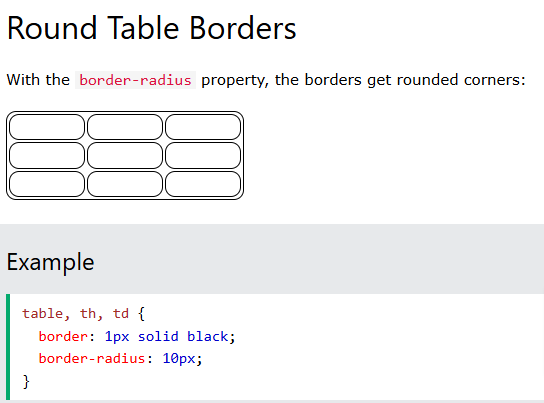 Round Table Borders
With the border-radius property, the borders get rounded corners:
Example
table, th, td {
  border: 1px solid black;
  border-radius: 10px;
}